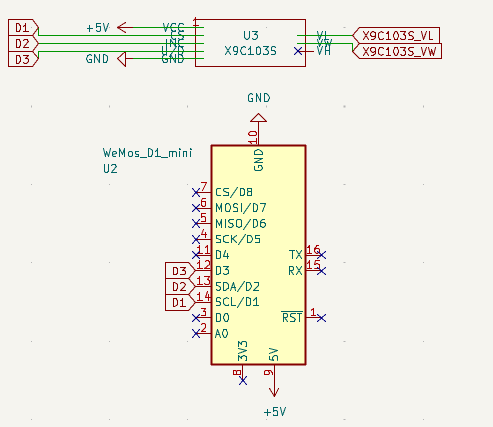 D1
+5V
VCC
CS
U3
VL
X9C103S_VL
D2
INC
X9C103S
VW
X9C103S_VW
D3
U/D
VH
GND
GND
GND
WeMos_D1_mini
U2
10
GND
7
CS/D8
6
MOSI/D7
5
MISO/D6
4
SCK/D5
11
D4
TX
16
D3
12
D3
RX
15
D2
13
SDA/D2
D1
14
SCL/D1
3
D0
RST
1
2
A0
3V3
5V
8
9
+5V